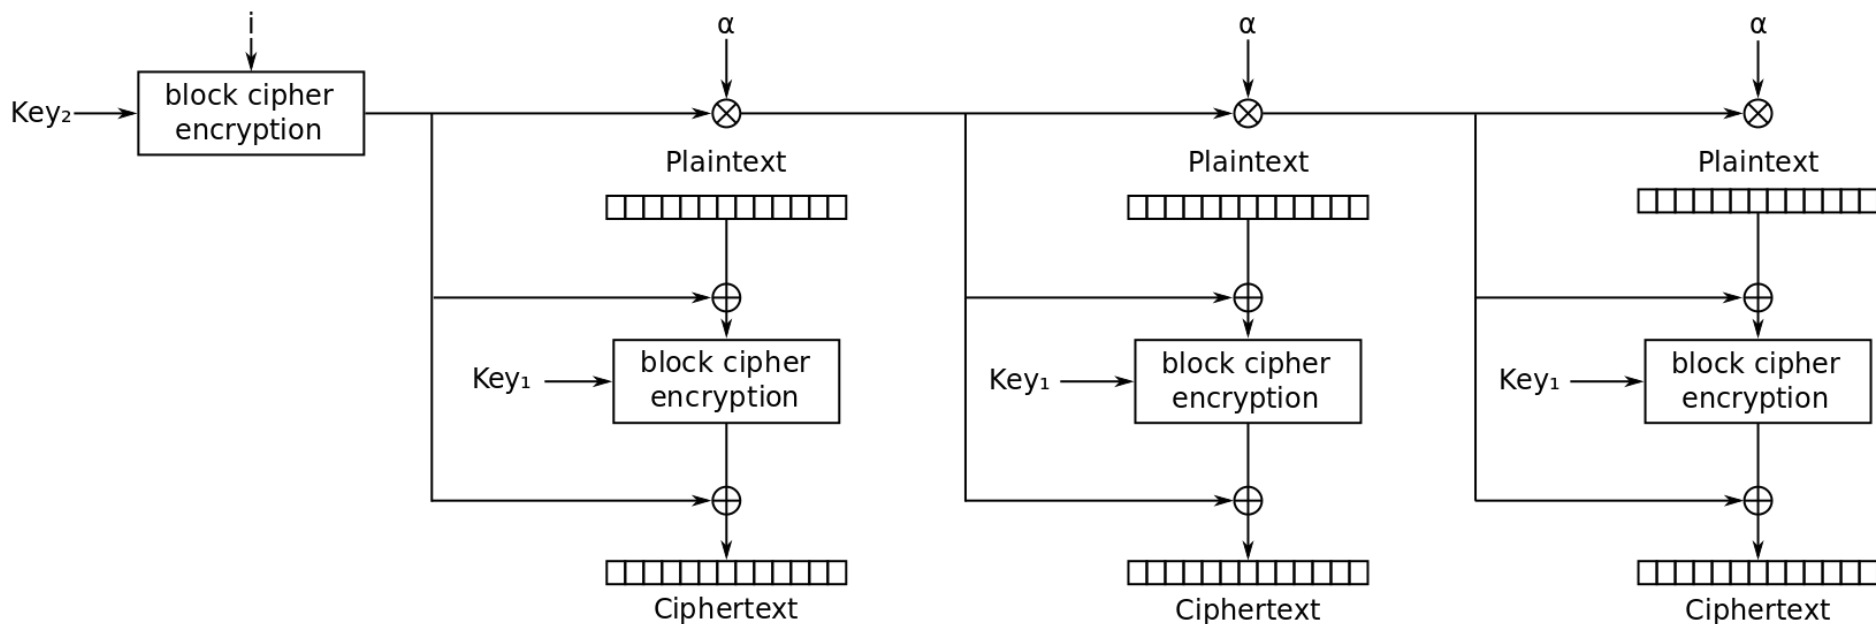 i
α
α
α
Key₂
block cipher
encryption
Plaintext
Plaintext
Plaintext
Key₁
block cipher
encryption
Key₁
block cipher
encryption
Key₁
block cipher
encryption
Ciphertext
Ciphertext
Ciphertext